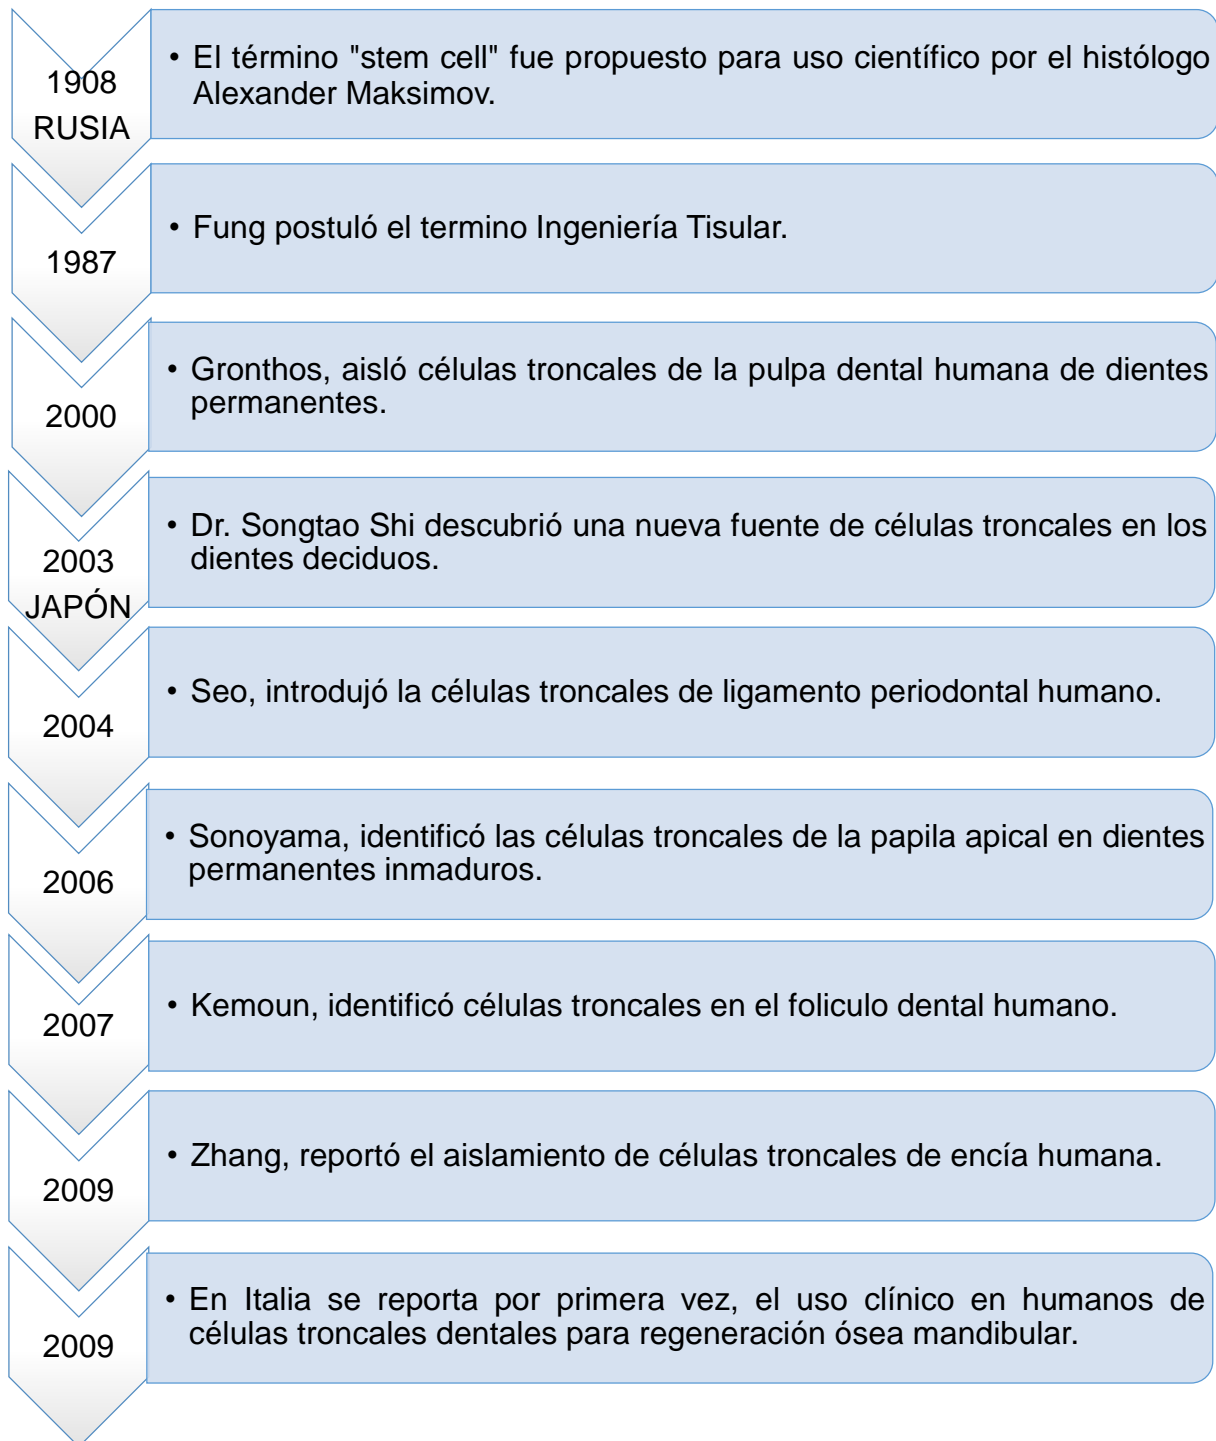 1908
RUSIA
• El término "stem cell" fue propuesto para uso científico por el histólogo
Alexander Maksimov.
1987
• Fung postuló el termino Ingeniería Tisular.
2000
• Gronthos, aisló células troncales de la pulpa dental humana de dientes
permanentes.
2003
JAPÓN
• Dr. Songtao Shi descubrió una nueva fuente de células troncales en los
dientes deciduos.
2004
• Seo, introdujó la células troncales de ligamento periodontal humano.
2006
• Sonoyama, identificó las células troncales de la papila apical en dientes
permanentes inmaduros.
2007
• Kemoun, identificó células troncales en el foliculo dental humano.
2009
• Zhang, reportó el aislamiento de células troncales de encía humana.
2009
• En Italia se reporta por primera vez, el uso clínico en humanos de
células troncales dentales para regeneración ósea mandibular.